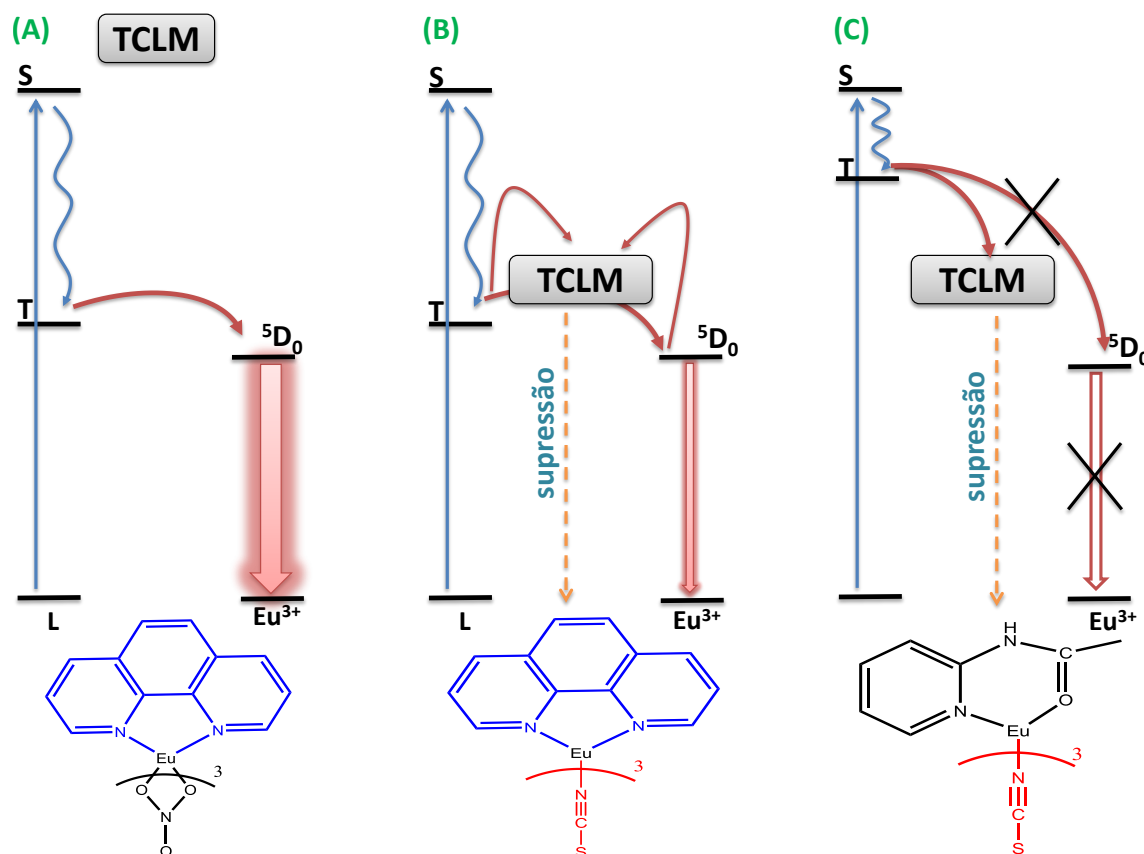 (A)
TCLM
S
T
⁵D₀
L
Eu³⁺
N
N
Eu
3
O
O
N
O
(B)
S
TCLM
T
⁵D₀
supressão
L
Eu³⁺
N
N
Eu
3
N
C
S
(C)
S
T
TCLM
⁵D₀
supressão
Eu³⁺
H
N
C
O
N
Eu
3
N
C
S